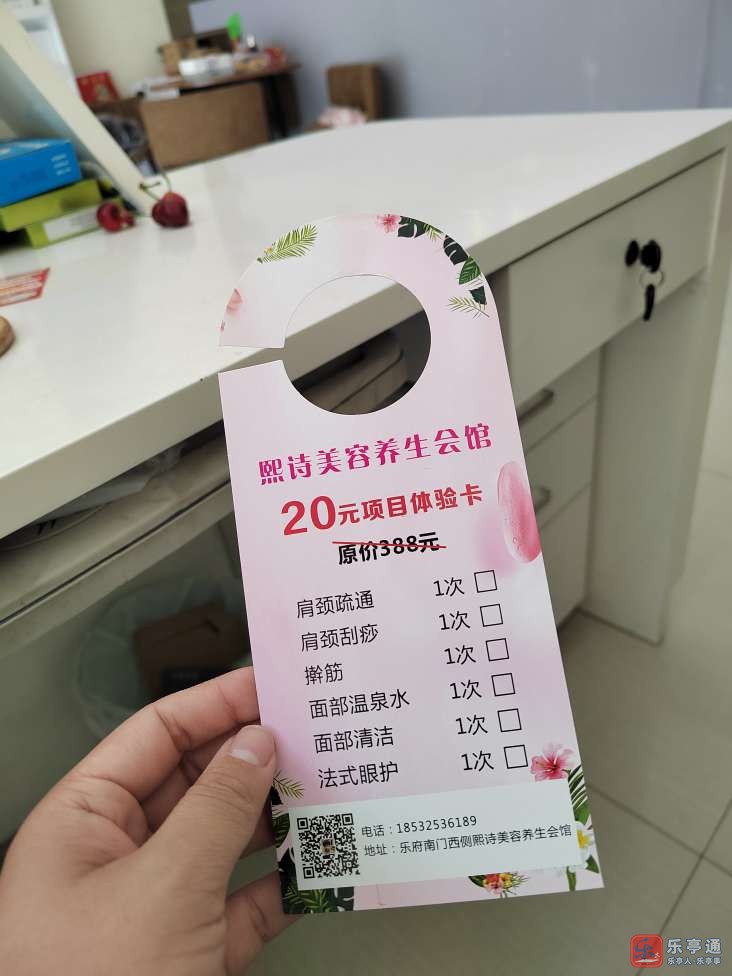 熙诗美容养生会馆
20元项目体验卡
原价388元
肩颈疏通 1次 □
肩颈刮痧 1次 □
擀筋 1次 □
面部温泉水 1次 □
面部清洁 1次 □
法式眼护 1次 □
电话：18532536189
地址：乐府南门西侧熙诗美容养生会馆
乐亭通
乐亭人·乐亭事